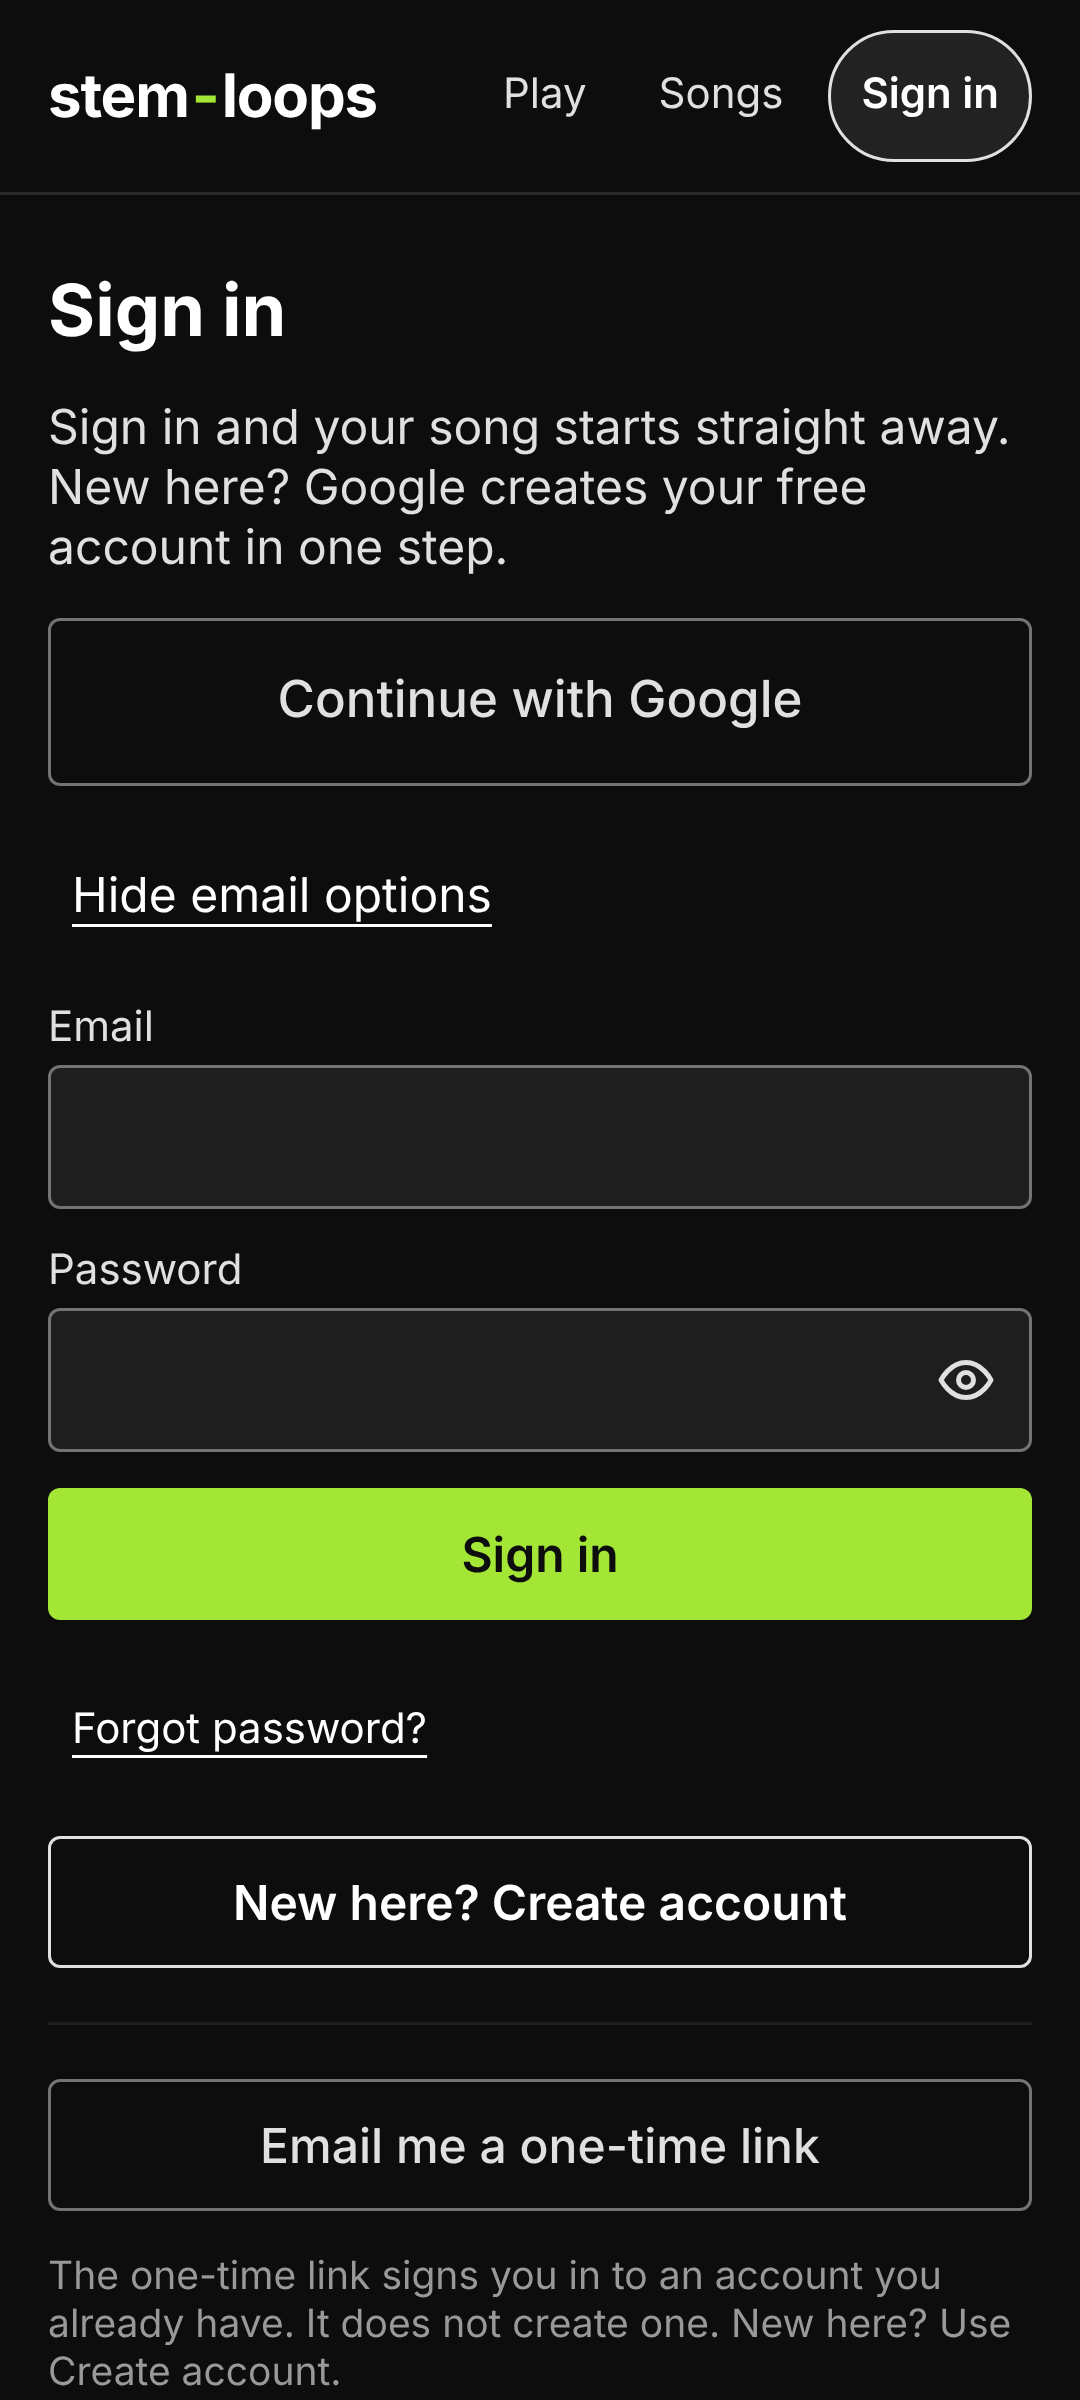 stem-loops
Play
Songs
Sign in
Sign in
Sign in and your song starts straight away.
New here? Google creates your free
account in one step.
Continue with Google
Hide email options
Email
Password
Sign in
Forgot password?
New here? Create account
Email me a one-time link
The one-time link signs you in to an account you
already have. It does not create one. New here? Use
Create account.